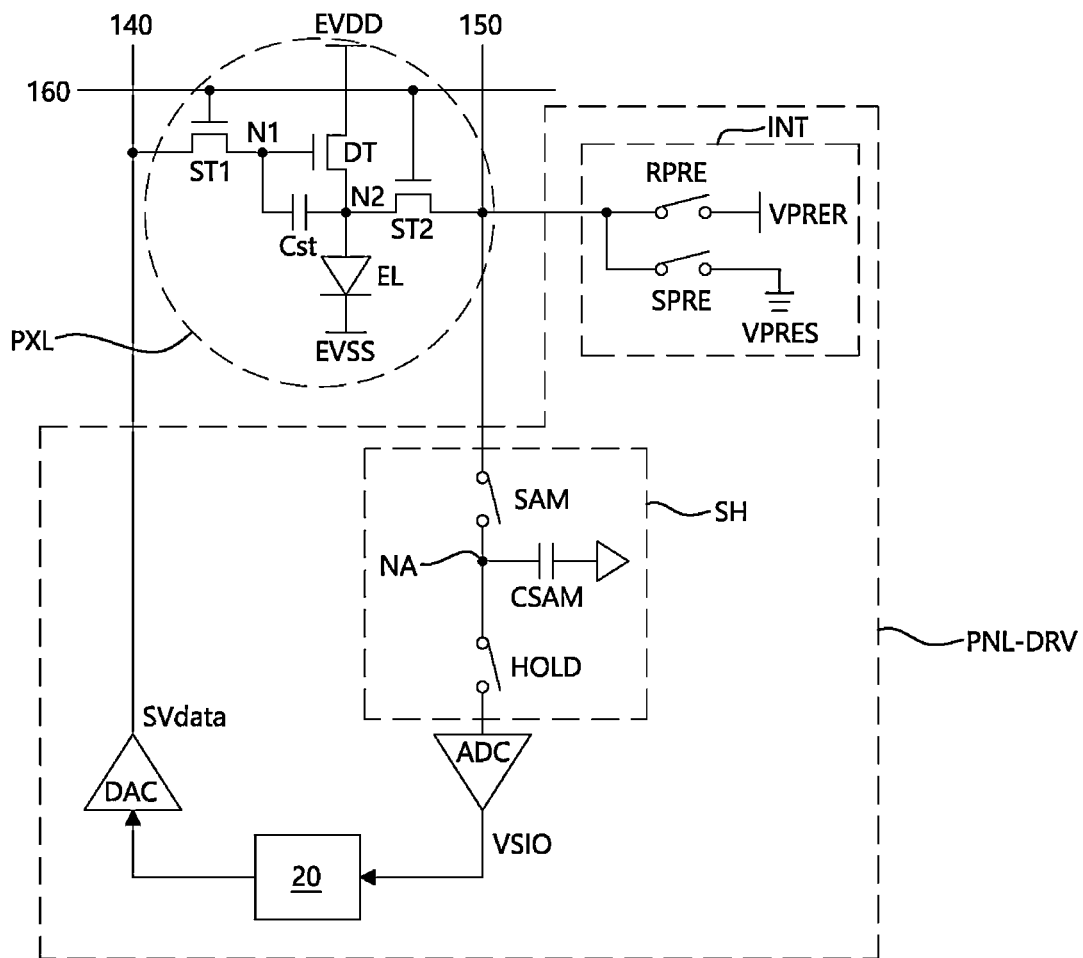 140
EVDD
150
160
INT
N1
DT
RPRE
ST1
N2
VPRER
ST2
Cst
EL
SPRE
PXL
EVSS
VPRES
SAM
SH
NA
CSAM
PNL-DRV
HOLD
SVdata
ADC
DAC
VSIO
20